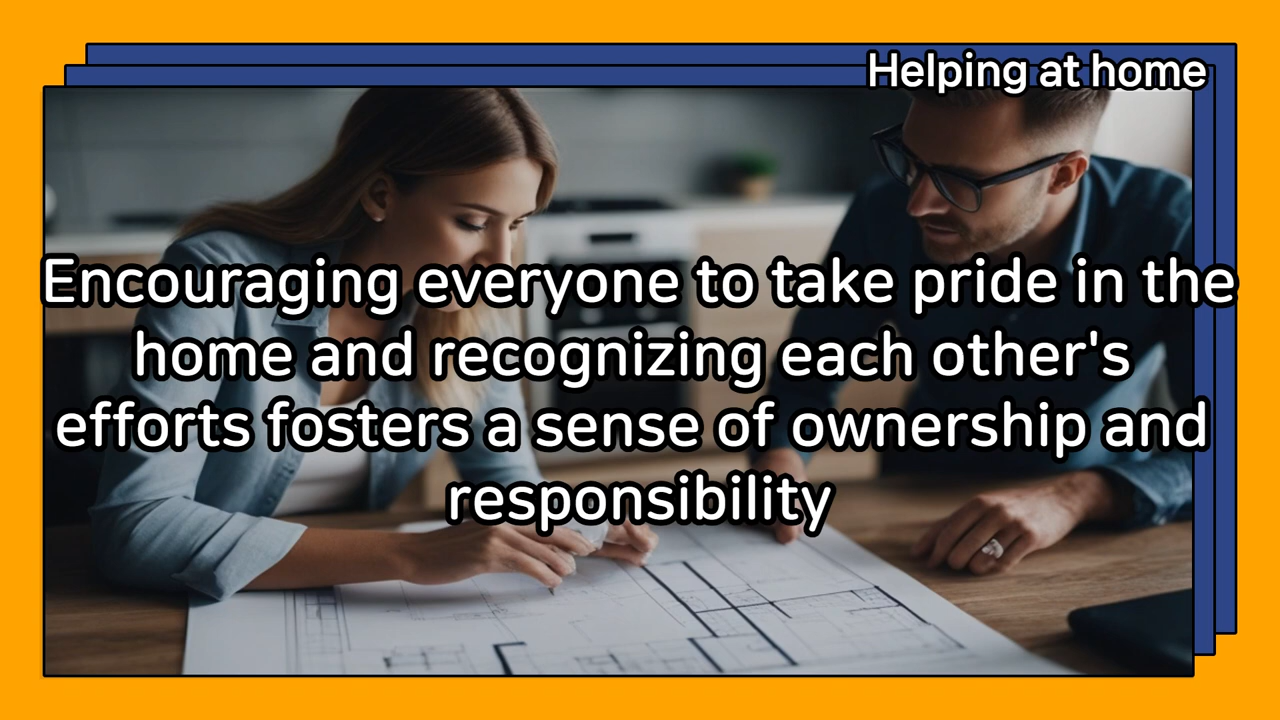 Helping at home
Encouraging everyone to take pride in the
home and recognizing each other's
efforts fosters a sense of ownership and
responsibility